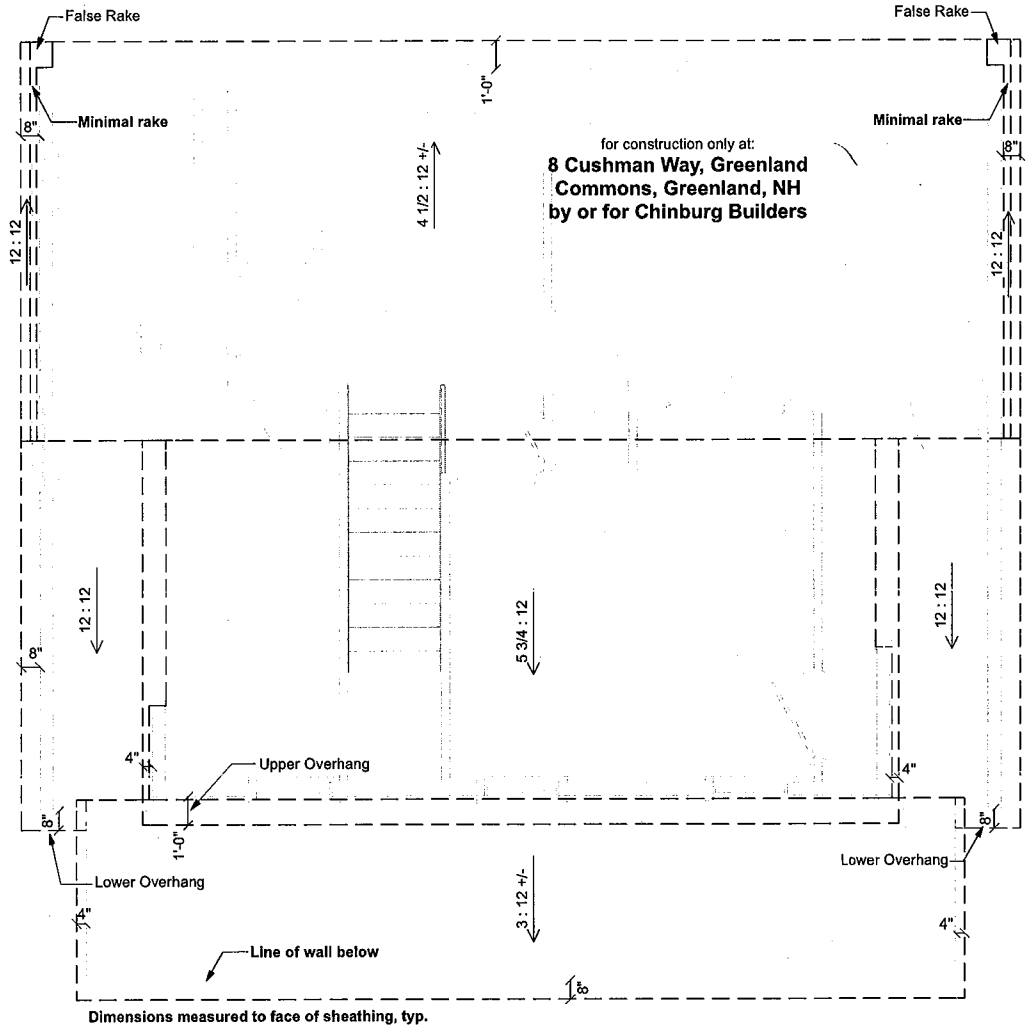 False Rake
False Rake
1'-0"
Minimal rake
Minimal rake
8"
8"
for construction only at:
8 Cushman Way, Greenland
Commons, Greenland, NH
by or for Chinburg Builders
4 1/2 : 12 +/-
12 : 12
12 : 12
12 : 12
5 3/4 : 12
12 : 12
8"
4"
Upper Overhang
4"
8"
1'-0"
8"
Lower Overhang
Lower Overhang
4"
3 : 12 +/-
4"
Line of wall below
8"
Dimensions measured to face of sheathing, typ.